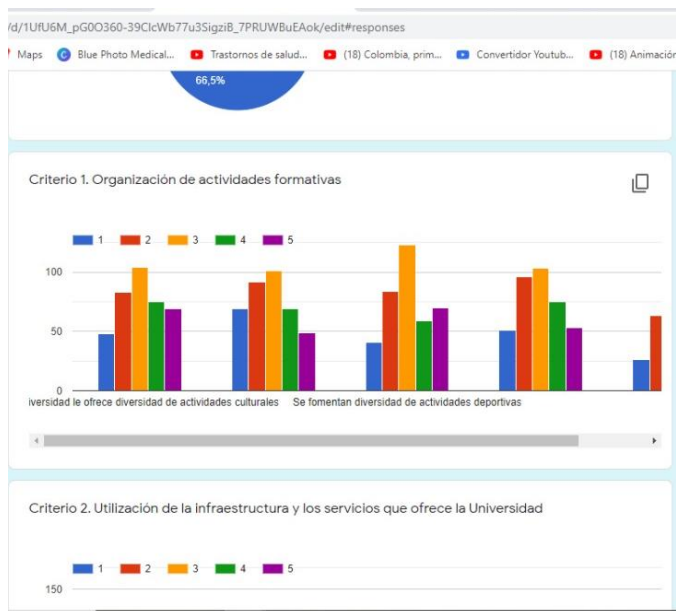 /d/1UfU6M_pG0O360-39ClcWb77u3SigziB_7PRUWBuEAok/edit#responses
Maps Blue Photo Medical... Trastornos de salud... (18) Colombia, prim... Convertidor Youtub... (18) Animación
66,5%
Criterio 1. Organización de actividades formativas
1 2 3 4 5
100
50
0
iversidad le ofrece diversidad de actividades culturales Se fomentan diversidad de actividades deportivas
Criterio 2. Utilización de la infraestructura y los servicios que ofrece la Universidad
1 2 3 4 5
150